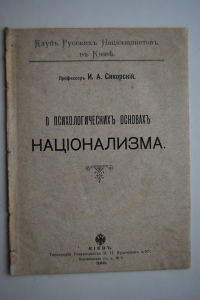 Клубъ Русскихъ Націоналистовъ
въ Кіевѣ.
Профессоръ И. А. Сикорскій.
О ПСИХОЛОГИЧЕСКИХЪ ОСНОВАХЪ
НАЦІОНАЛИЗМА.
КІЕВЪ.